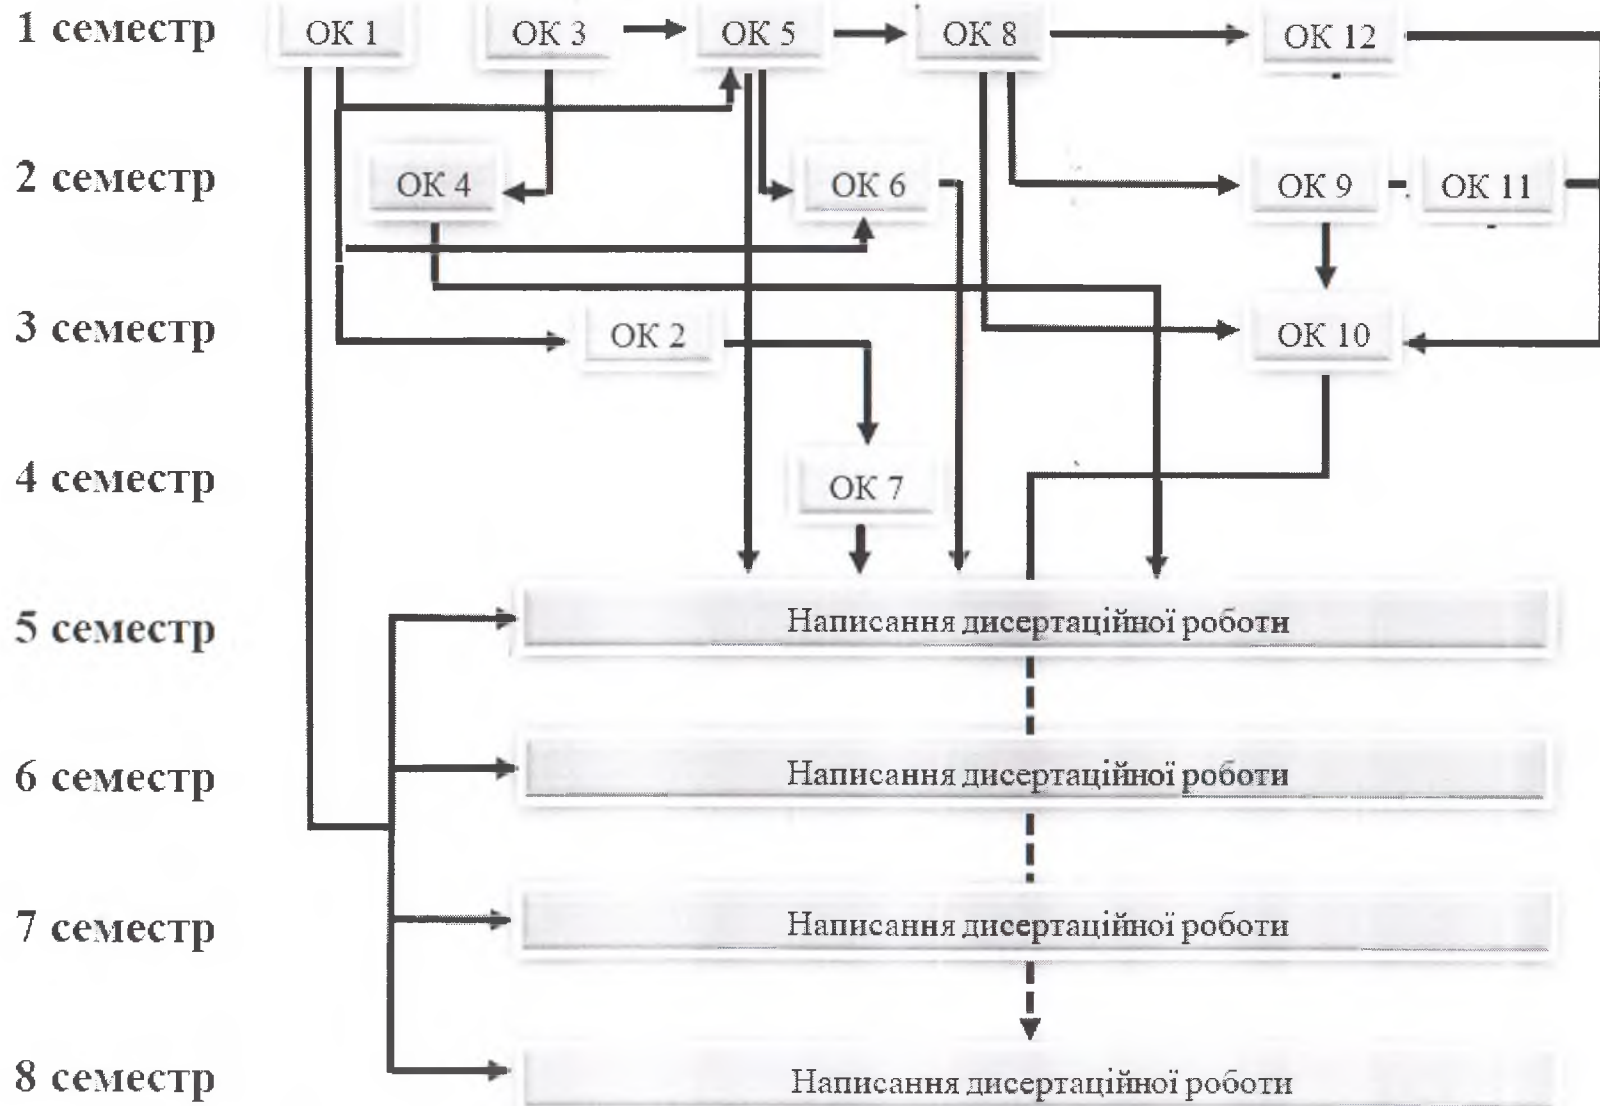 1 семестр
ОК 1
ОК 3
ОК 5
ОК 8
ОК 12
2 семестр
ОК 4
ОК 6
ОК 9
ОК 11
3 семестр
ОК 2
ОК 10
4 семестр
ОК 7
5 семестр
Написання дисертаційної роботи
6 семестр
Написання дисертаційної роботи
7 семестр
Написання дисертаційної роботи
8 семестр
Написання дисертаційної роботи